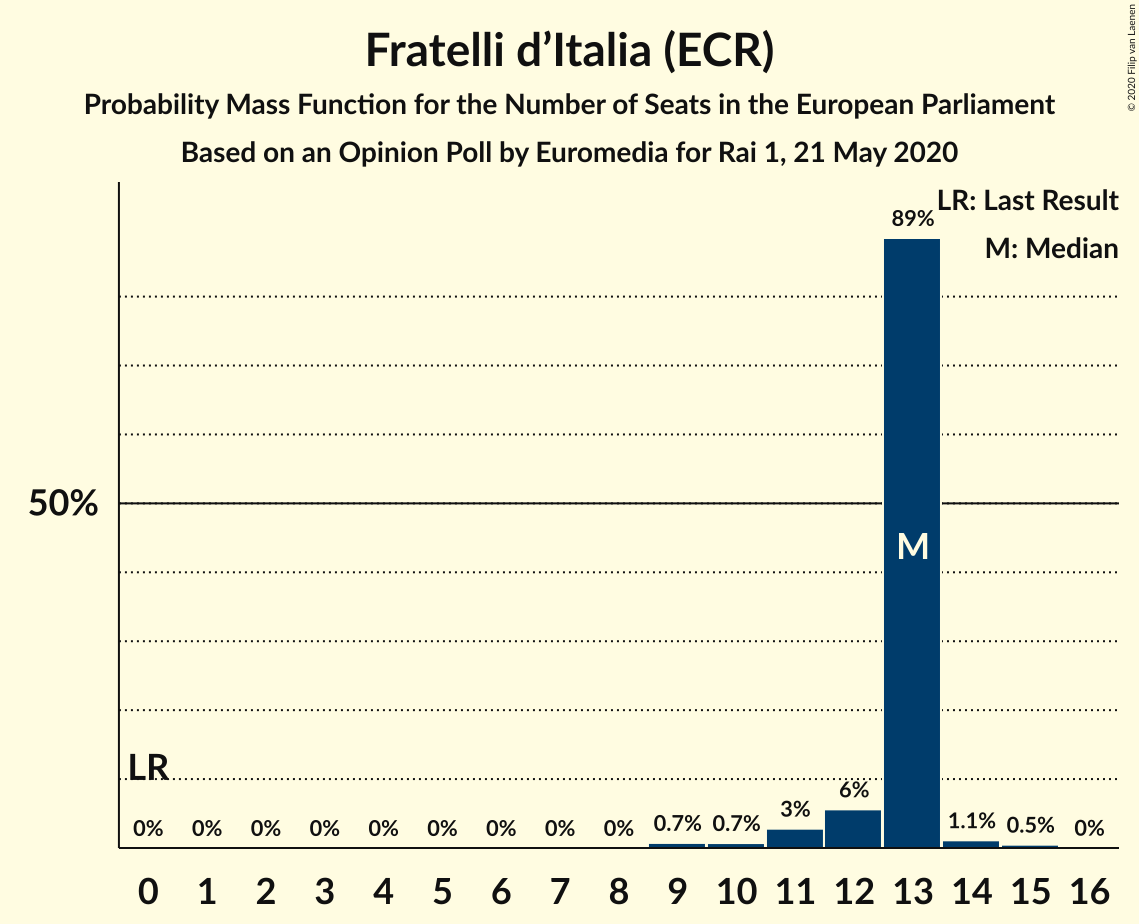 Fratelli d’Italia (ECR)
Probability Mass Function for the Number of Seats in the European Parliament
Based on an Opinion Poll by Euromedia for Rai 1, 21 May 2020
© 2020 Filip van Laenen
LR: Last Result
M: Median
89%
50%
M
LR
0% 0% 0% 0% 0% 0% 0% 0% 0% 0.7% 0.7% 3% 6% 1.1% 0.5% 0%
0 1 2 3 4 5 6 7 8 9 10 11 12 13 14 15 16